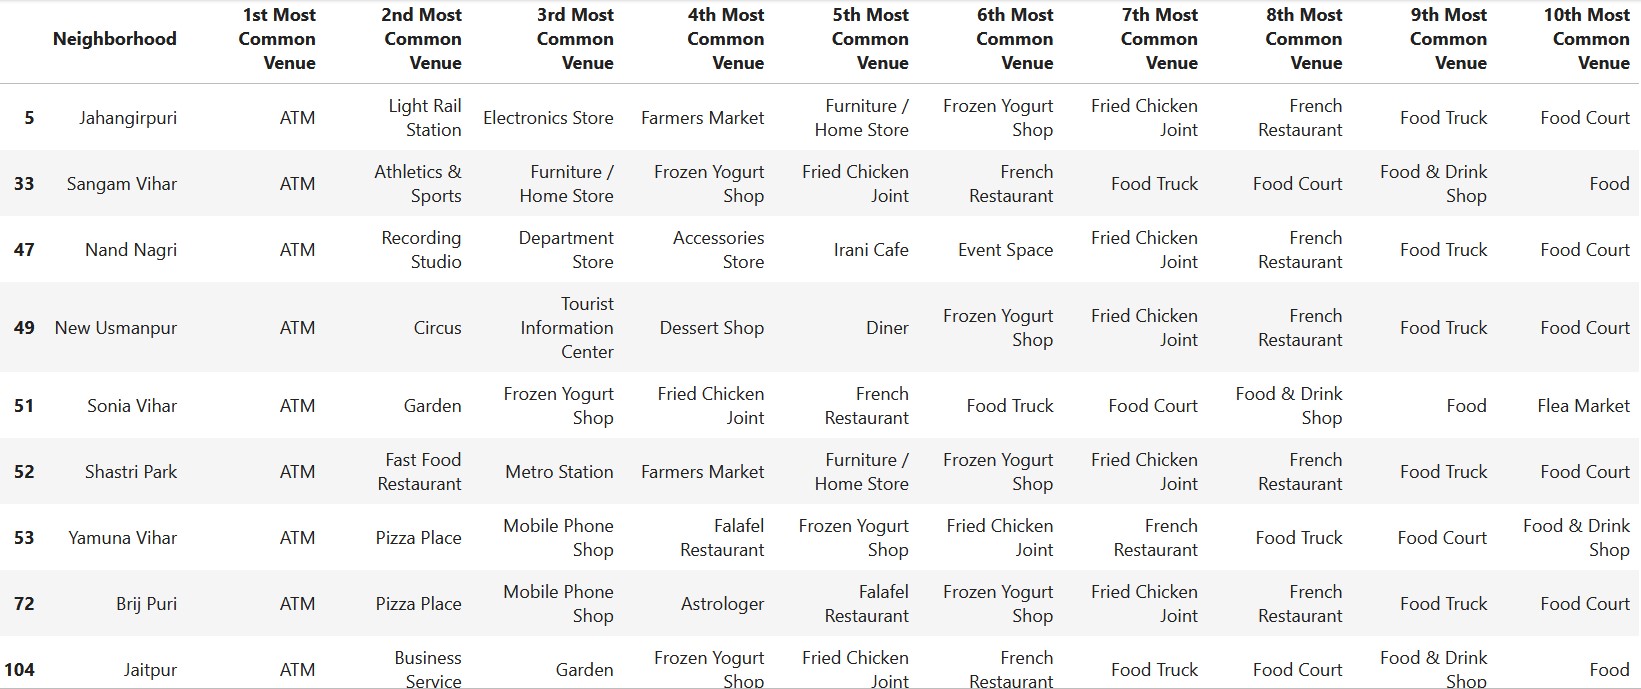 Neighborhood 1st Most Common Venue 2nd Most Common Venue 3rd Most Common Venue 4th Most Common Venue 5th Most Common Venue 6th Most Common Venue 7th Most Common Venue 8th Most Common Venue 9th Most Common Venue 10th Most Common Venue
5 Jahangirpuri ATM Light Rail Station Electronics Store Farmers Market Furniture / Home Store Frozen Yogurt Shop Fried Chicken Joint French Restaurant Food Truck Food Court
33 Sangam Vihar ATM Athletics & Sports Furniture / Home Store Frozen Yogurt Shop Fried Chicken Joint French Restaurant Food Truck Food Court Food & Drink Shop Food
47 Nand Nagri ATM Recording Studio Department Store Accessories Store Irani Cafe Event Space Fried Chicken Joint French Restaurant Food Truck Food Court
49 New Usmanpur ATM Circus Tourist Information Center Dessert Shop Diner Frozen Yogurt Shop Fried Chicken Joint French Restaurant Food Truck Food Court
51 Sonia Vihar ATM Garden Frozen Yogurt Shop Fried Chicken Joint French Restaurant Food Truck Food Court Food & Drink Shop Food Flea Market
52 Shastri Park ATM Fast Food Restaurant Metro Station Farmers Market Furniture / Home Store Frozen Yogurt Shop Fried Chicken Joint French Restaurant Food Truck Food Court
53 Yamuna Vihar ATM Pizza Place Mobile Phone Shop Falafel Restaurant Frozen Yogurt Shop Fried Chicken Joint French Restaurant Food Truck Food Court Food & Drink Shop
72 Brij Puri ATM Pizza Place Mobile Phone Shop Astrologer Falafel Restaurant Frozen Yogurt Shop Fried Chicken Joint French Restaurant Food Truck Food Court
104 Jaitpur ATM Business Service Garden Frozen Yogurt Shop Fried Chicken Joint French Restaurant Food Truck Food Court Food & Drink Shop Food